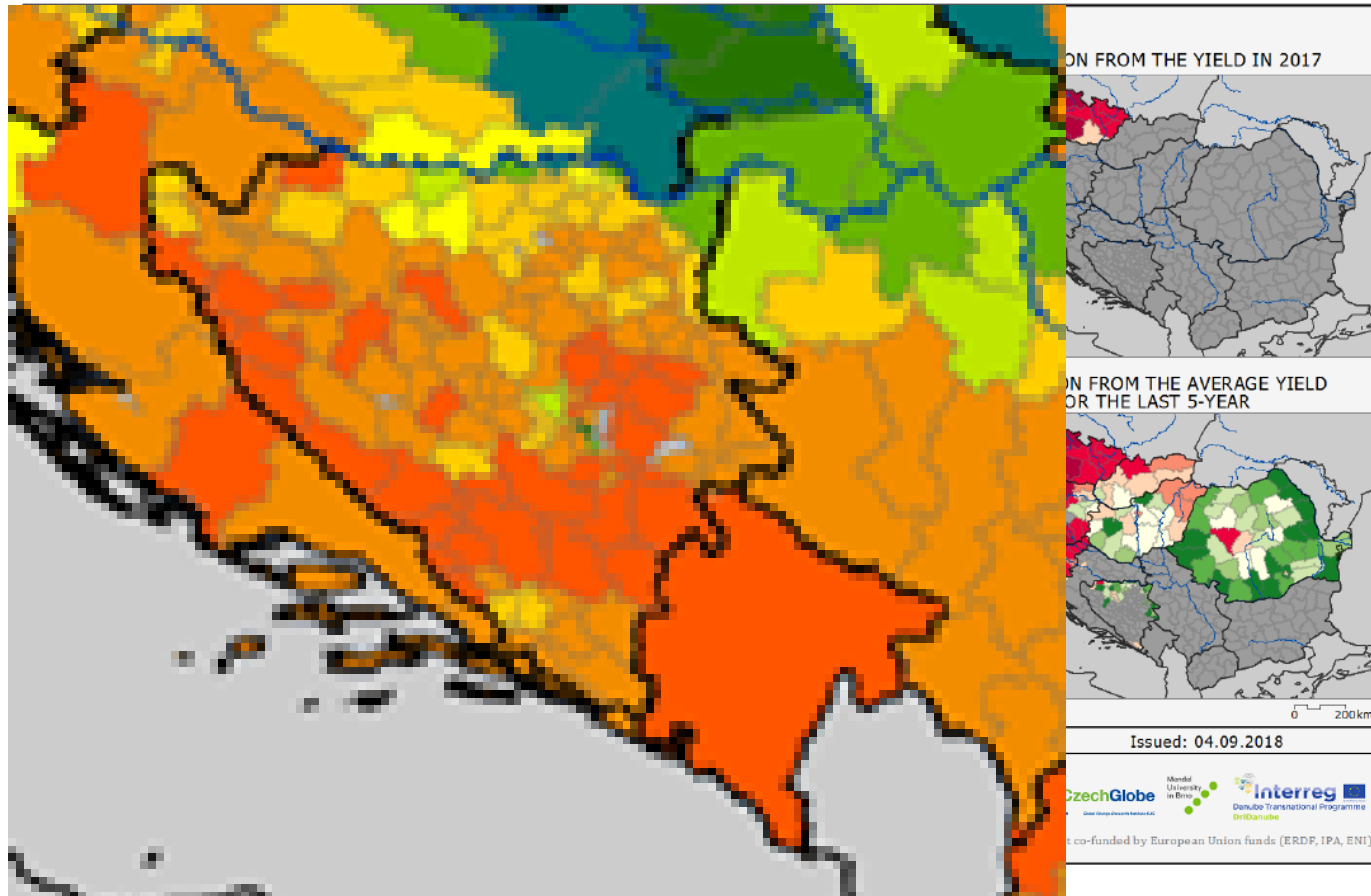 ON FROM THE YIELD IN 2017
ON FROM THE AVERAGE YIELD
OR THE LAST 5-YEAR
0 200km
Issued: 04.09.2018
CzechGlobe
Mendel
University
in Brno
Interreg
Danube Transnational Programme
DriDanube
t co-funded by European Union funds (ERDF, IPA, ENI)